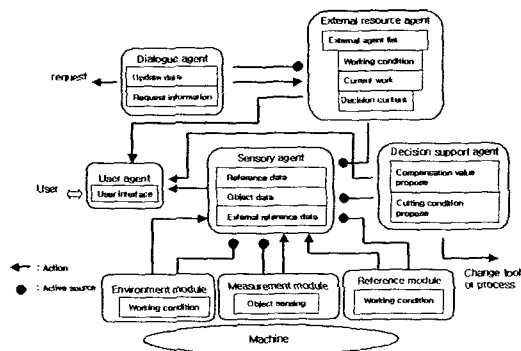 External resource agent
External agent list
Working condition
Current work
Decision content
Dialogue agent
Update data
Request information
request
Decision support agent
Compensation value
propose
Cutting condition
propose
Sensory agent
Reference data
Object data
External reference data
User agent
User interface
User
Change tool
of process
: Action
: Active source
Environment module
Working condition
Measurement module
Object sensing
Reference module
Working condition
Machine